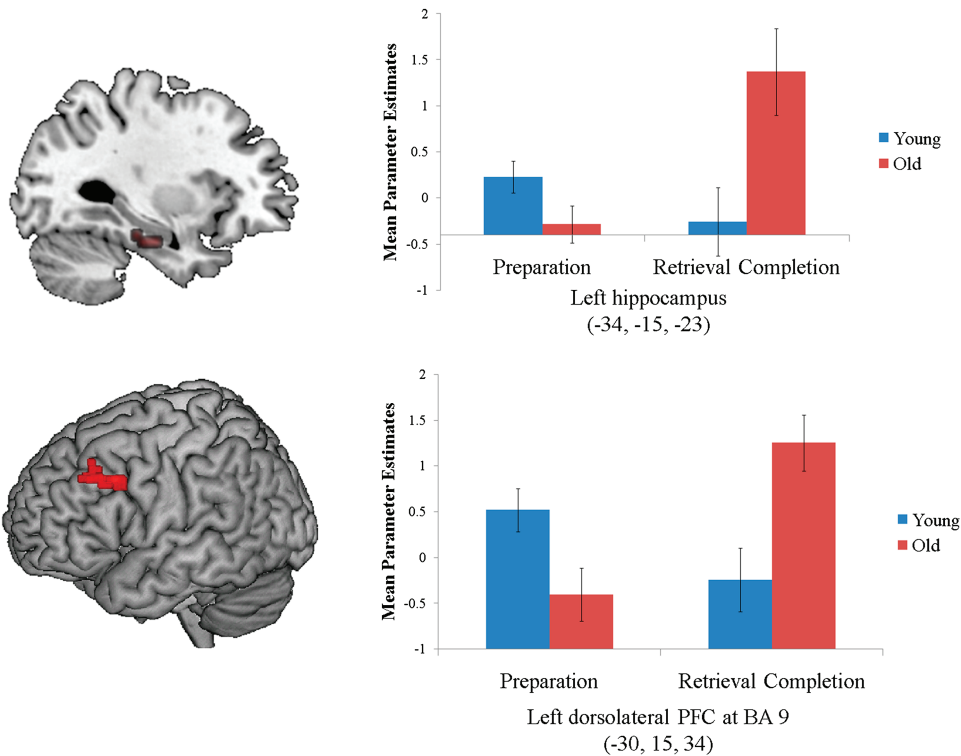 2
1.5
1
0.5
0
-0.5
-1
Mean Parameter Estimates
Young
Old
Preparation
Retrieval Completion
Left hippocampus
(-34, -15, -23)
2
1.5
1
0.5
0
-0.5
-1
Mean Parameter Estimates
Young
Old
Preparation
Retrieval Completion
Left dorsolateral PFC at BA 9
(-30, 15, 34)